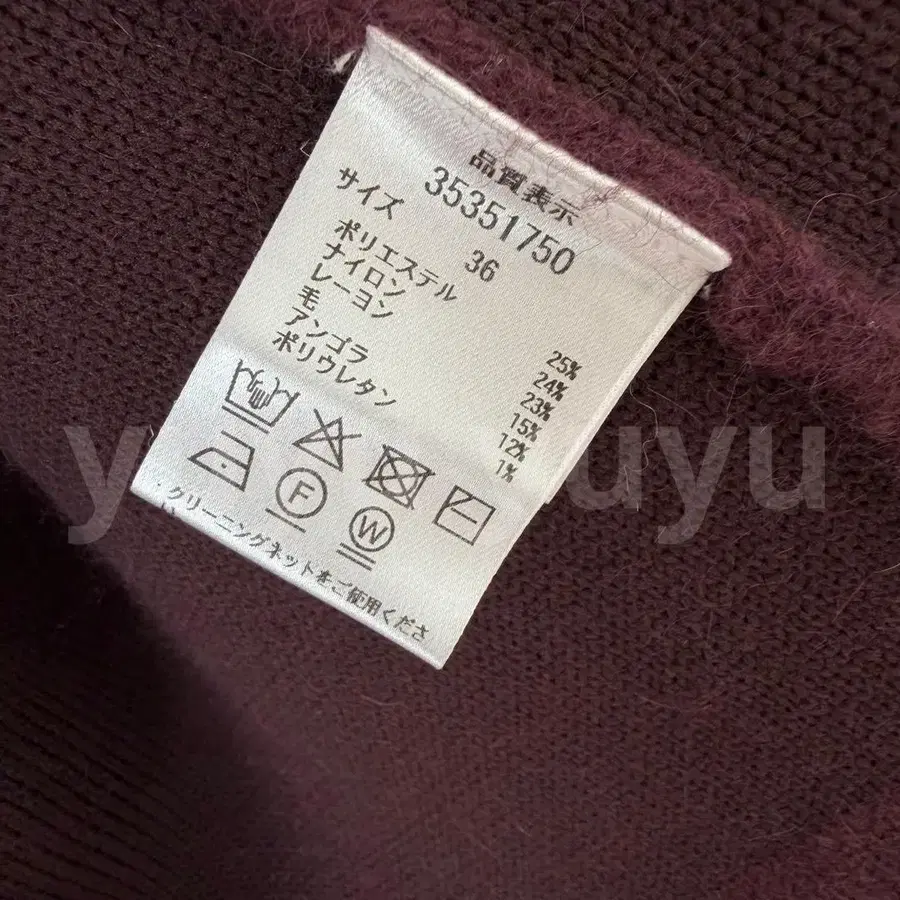 品質表示
35351750
サイズ 36
ポリエステル 25%
ナイロン 24%
レーヨン 23%
毛 15%
アンゴラ 12%
ポリウレタン 1%
F
W
・クリーニングネットをご使用くださ